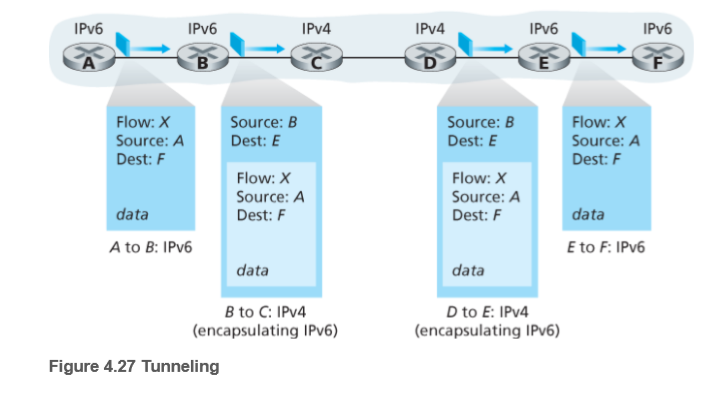 IPv6 IPv6 IPv4 IPv4 IPv6 IPv6
A B C D E F
Flow: X
Source: A
Dest: F
data
A to B: IPv6
Source: B
Dest: E
Flow: X
Source: A
Dest: F
data
B to C: IPv4
(encapsulating IPv6)
Source: B
Dest: E
Flow: X
Source: A
Dest: F
data
D to E: IPv4
(encapsulating IPv6)
Flow: X
Source: A
Dest: F
data
E to F: IPv6
Figure 4.27 Tunneling